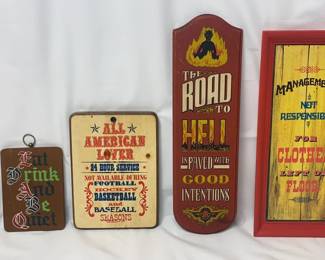 Eat
Drink
And
Be
Quiet
ALL
AMERICAN
LOVER
24 HOUR SERVICE
NOT AVAILABLE DURING
FOOTBALL
HOCKEY
BASKETBALL
AND
BASEBALL
SEASONS
THE
ROAD
TO
HELL
IS PAVED WITH
GOOD
INTENTIONS
MANAGEMENT
NOT
RESPONSIBLE
FOR
CLOTHES
LEFT ON
FLOOR